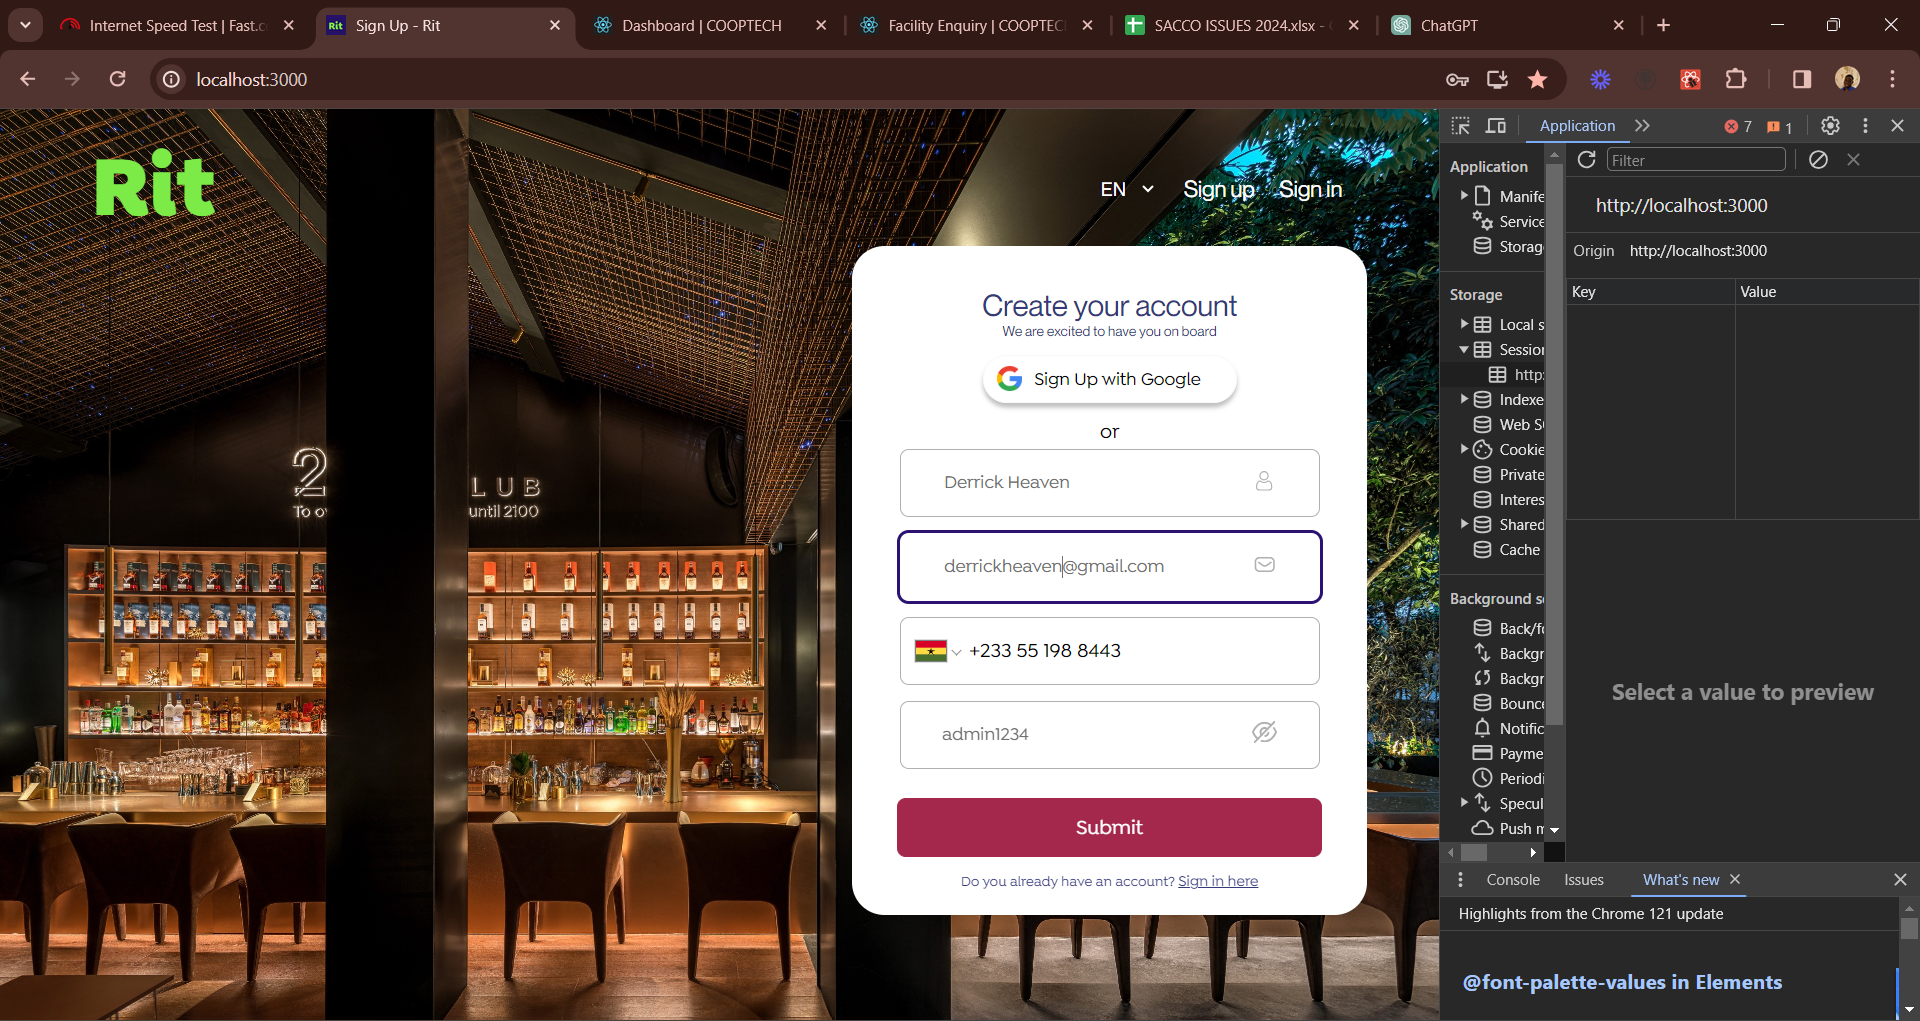 Internet Speed Test | Fast.c
Sign Up - Rit
Dashboard | COOPTECH
Facility Enquiry | COOPTEC
SACCO ISSUES 2024.xlsx -
ChatGPT
localhost:3000
Rit
EN
Sign up
Sign in
2
LUB
To o
until 2100
Create your account
We are excited to have you on board
Sign Up with Google
or
Derrick Heaven
derrickheaven@gmail.com
+233 55 198 8443
admin1234
Submit
Do you already have an account? Sign in here
Application
7
1
Application
Manife
Service
Storag
Storage
Local s
Session
http:
Indexe
Web S
Cookie
Private
Interes
Shared
Cache
Background se
Back/fo
Backgr
Backgr
Bounce
Notific
Payme
Periodi
Specul
Push m
Filter
http://localhost:3000
Origin http://localhost:3000
Key Value
Select a value to preview
Console
Issues
What's new
Highlights from the Chrome 121 update
@font-palette-values in Elements